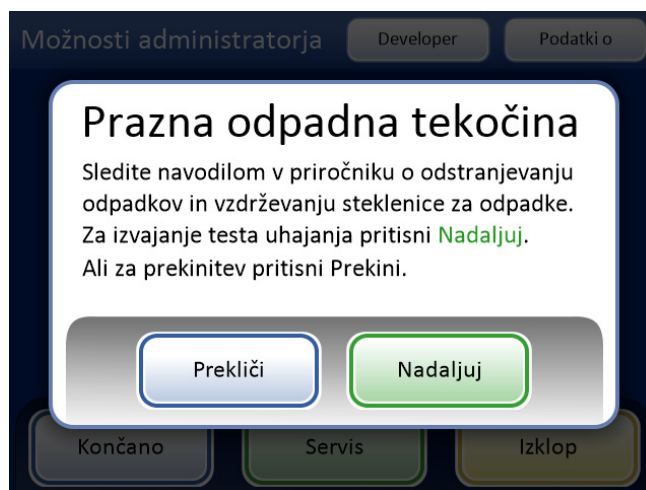 Možnosti administratorja
Developer
Podatki o
Prazna odpadna tekočina
Sledite navodilom v priročniku o odstranjevanju
odpadkov in vzdrževanju steklenice za odpadke.
Za izvajanje testa uhajanja pritisni Nadaljuj.
Ali za prekinitev pritisni Prekini.
Prekliči
Nadaljuj
Končano
Servis
Izklop